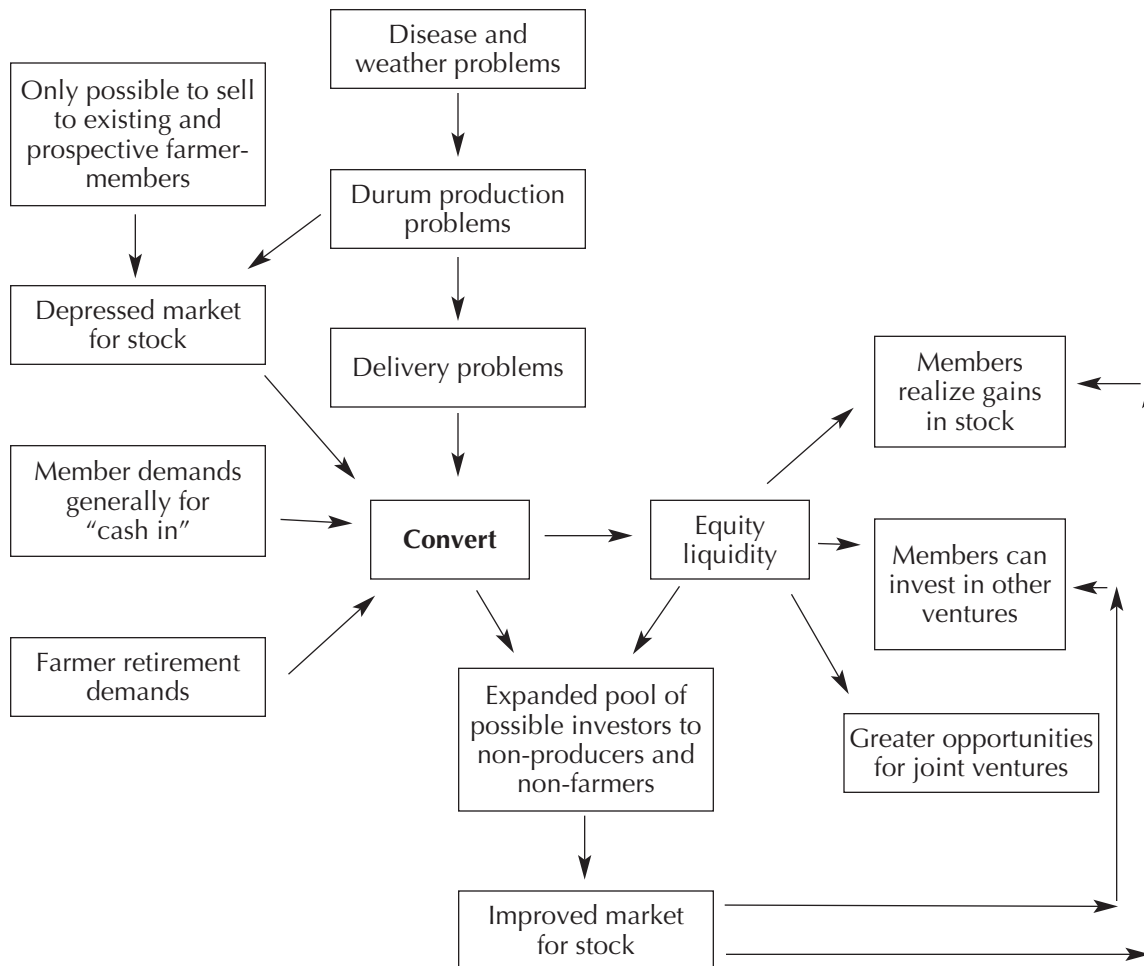 Disease and
weather problems
Only possible to sell
to existing and
prospective farmer-
members
Durum production
problems
Depressed market
for stock
Delivery problems
Members
realize gains
in stock
Member demands
generally for
“cash in”
Convert
Equity
liquidity
Members can
invest in other
ventures
Farmer retirement
demands
Expanded pool of
possible investors to
non-producers and
non-farmers
Greater opportunities
for joint ventures
Improved market
for stock